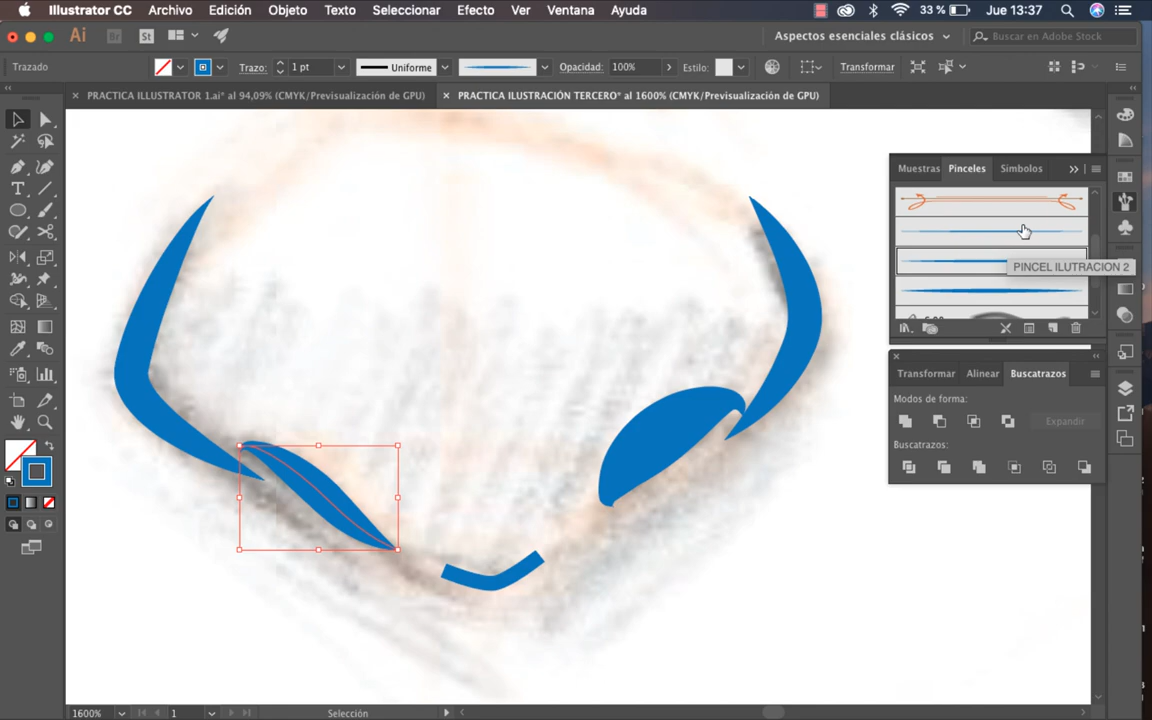 Illustrator CC Archivo Edición Objeto Texto Seleccionar Efecto Ver Ventana Ayuda 33 % Jue 13:37
Ai Br St Aspectos esenciales clásicos Buscar en Adobe Stock
Trazado Trazo: 1 pt Uniforme Opacidad: 100% Estilo: Transformar
PRACTICA ILLUSTRATOR 1.ai* al 94,09% (CMYK/Previsualización de GPU) PRACTICA ILUSTRACIÓN TERCERO* al 1600% (CMYK/Previsualización de GPU)
Muestras Pinceles Símbolos
PINCEL ILUTRACION 2
Transformar Alinear Buscatrazos
Modos de forma:
Expandir
Buscatrazos:
1600% 1 Selección